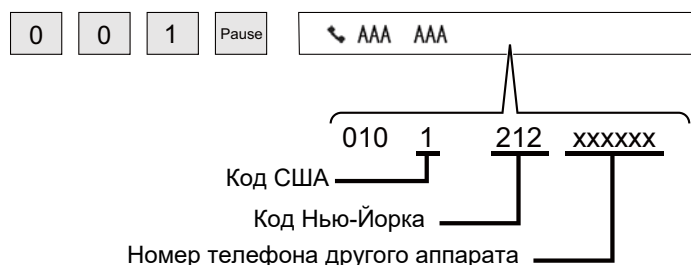 0 0 1 Pause AAA AAA
010 1 212 xxxxxx
Код США
Код Нью-Йорка
Номер телефона другого аппарата